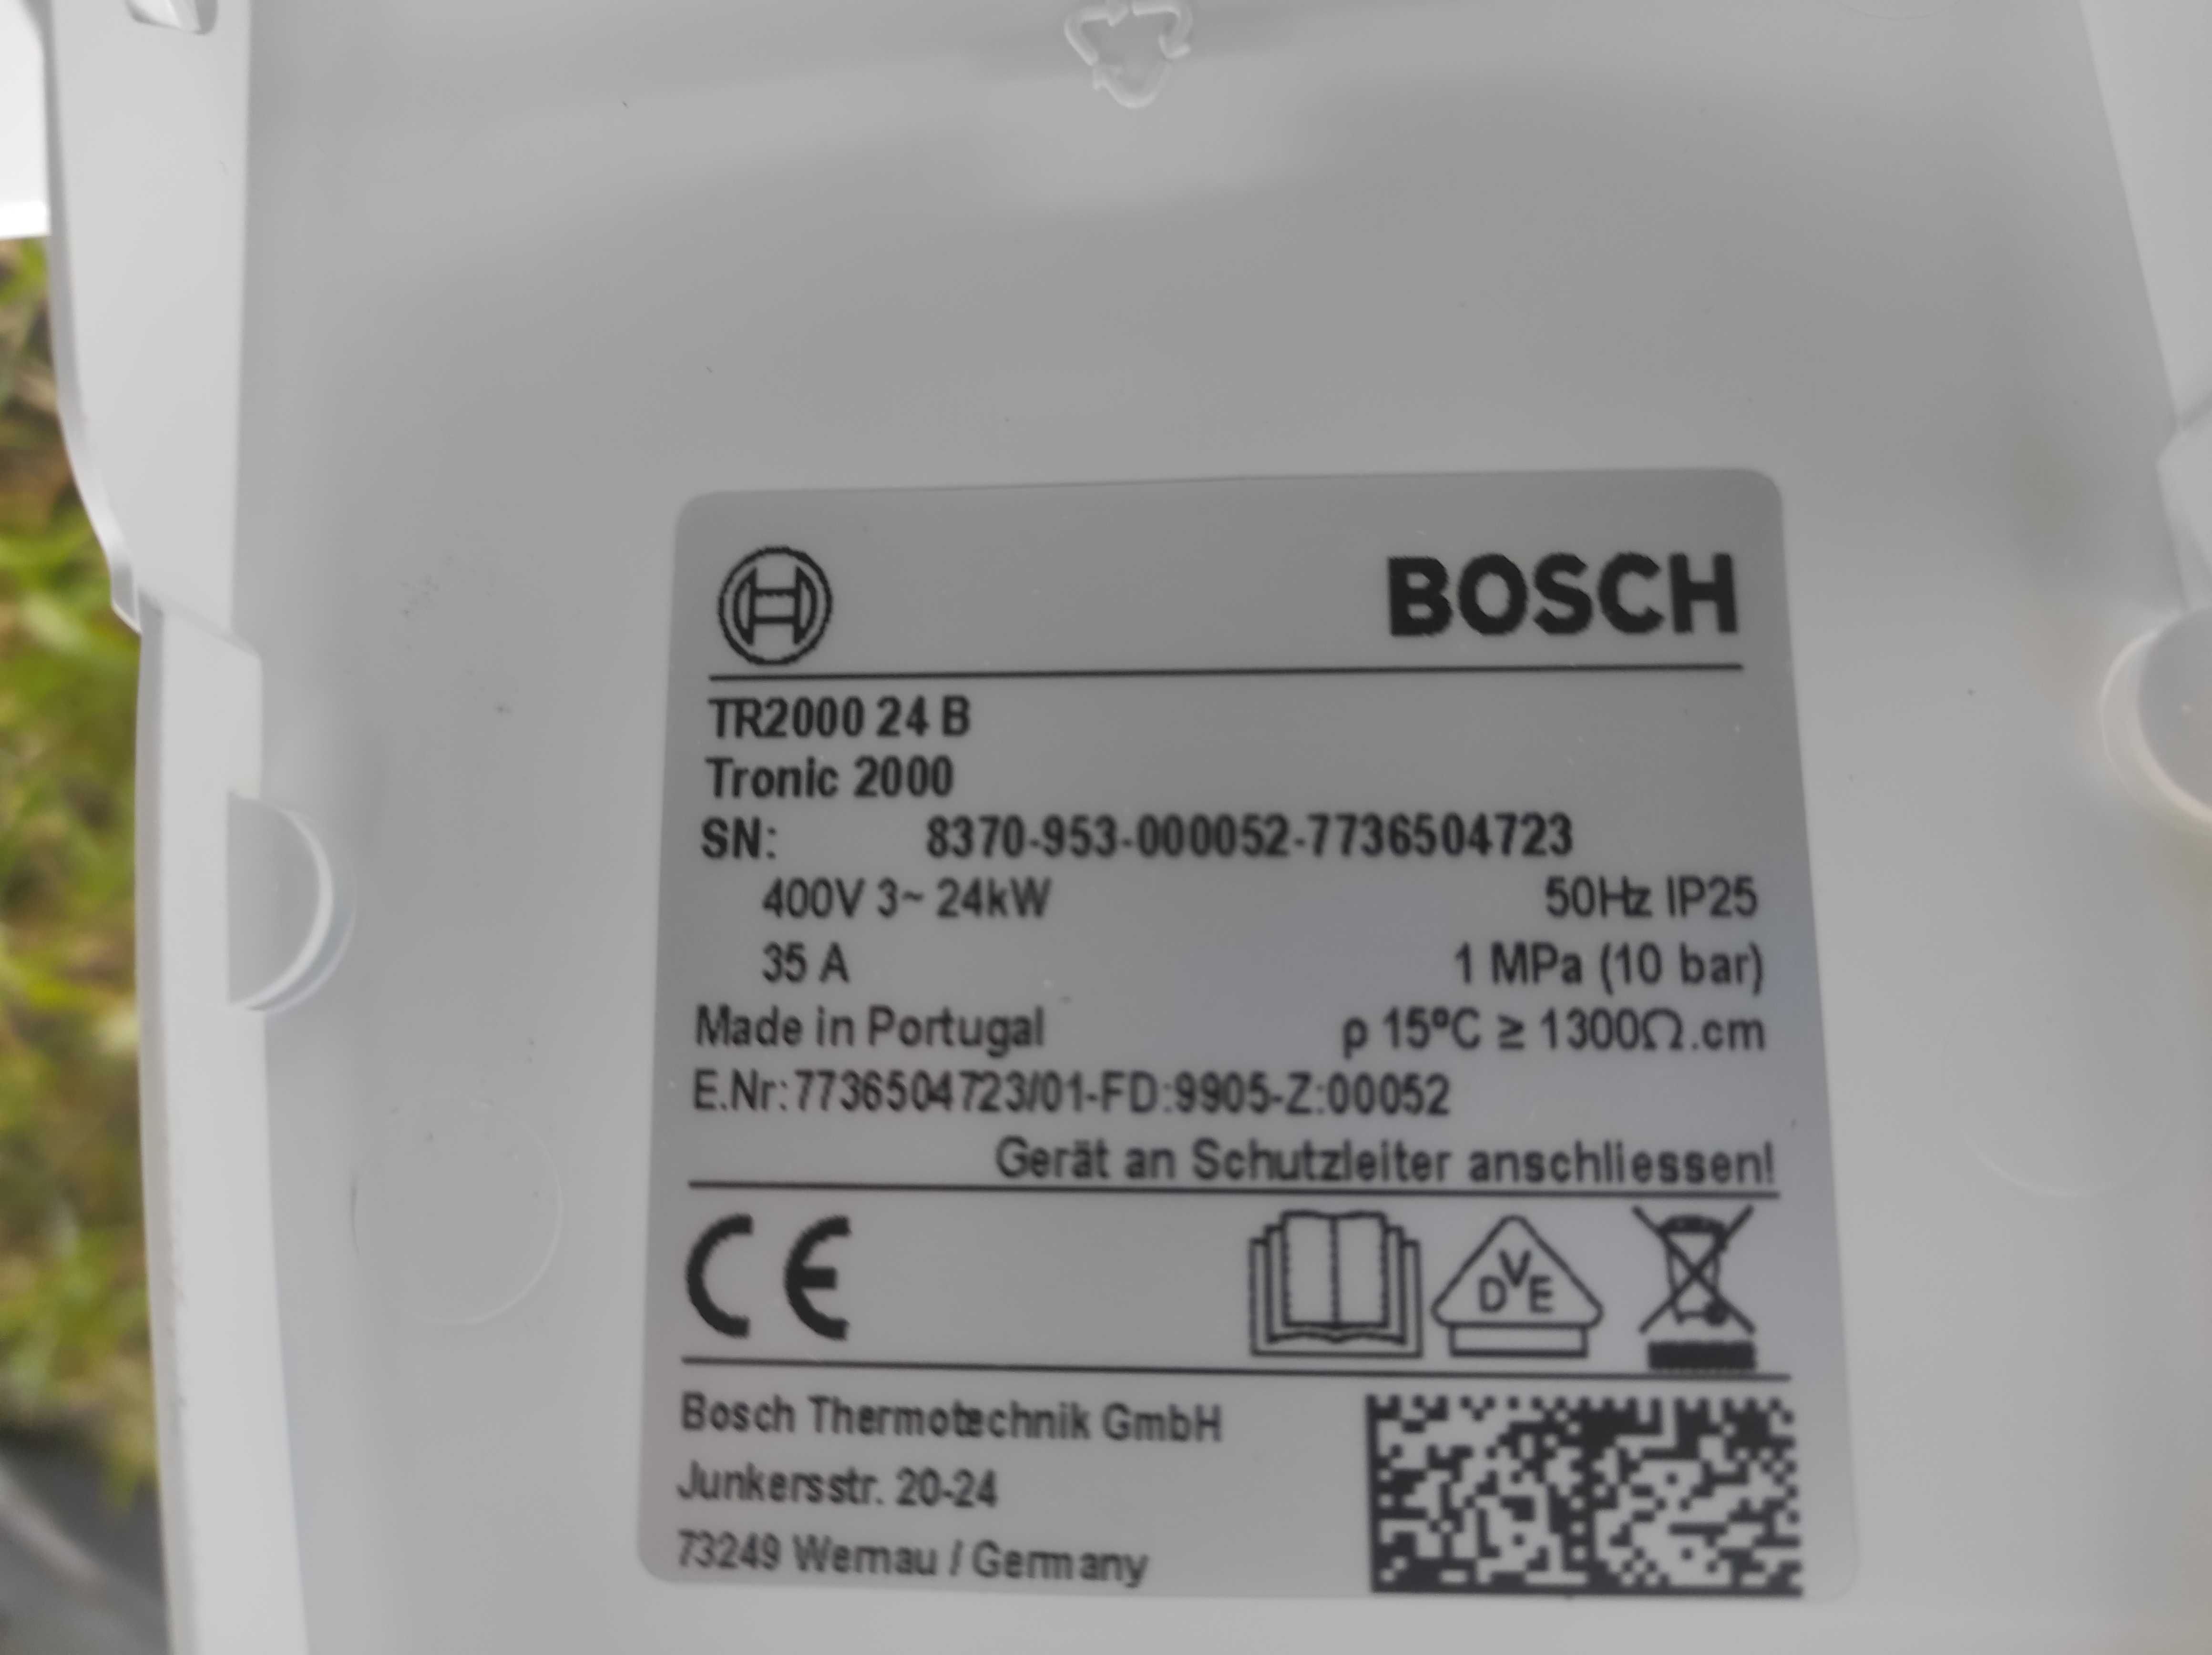 BOSCH
TR2000 24 B
Tronic 2000
SN: 8370-953-000052-7736504723
400V 3~ 24kW 50Hz IP25
35 A 1 MPa (10 bar)
Made in Portugal ρ 15ºC ≥ 1300Ω.cm
E.Nr:7736504723/01-FD:9905-Z:00052
Gerät an Schutzleiter anschliessen!
CE DVE
Bosch Thermotechnik GmbH
Junkersstr. 20-24
73249 Wernau / Germany